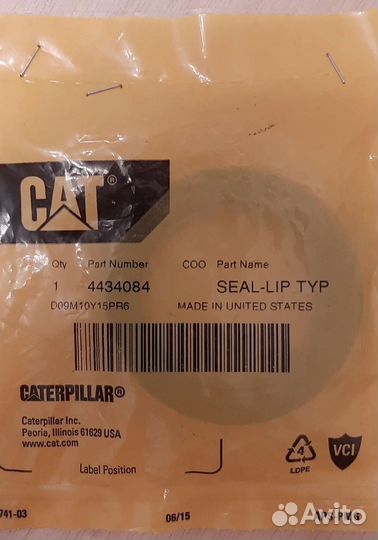 CAT®
Qty Part Number COO Part Name
1 4434084 SEAL-LIP TYP
D09M10Y15PR6 MADE IN UNITED STATES
CATERPILLAR®
Caterpillar Inc.
Peoria, Illinois 61629 USA
www.cat.com
4
LDPE
VCI
Label Position
741-03 06/15
Avito